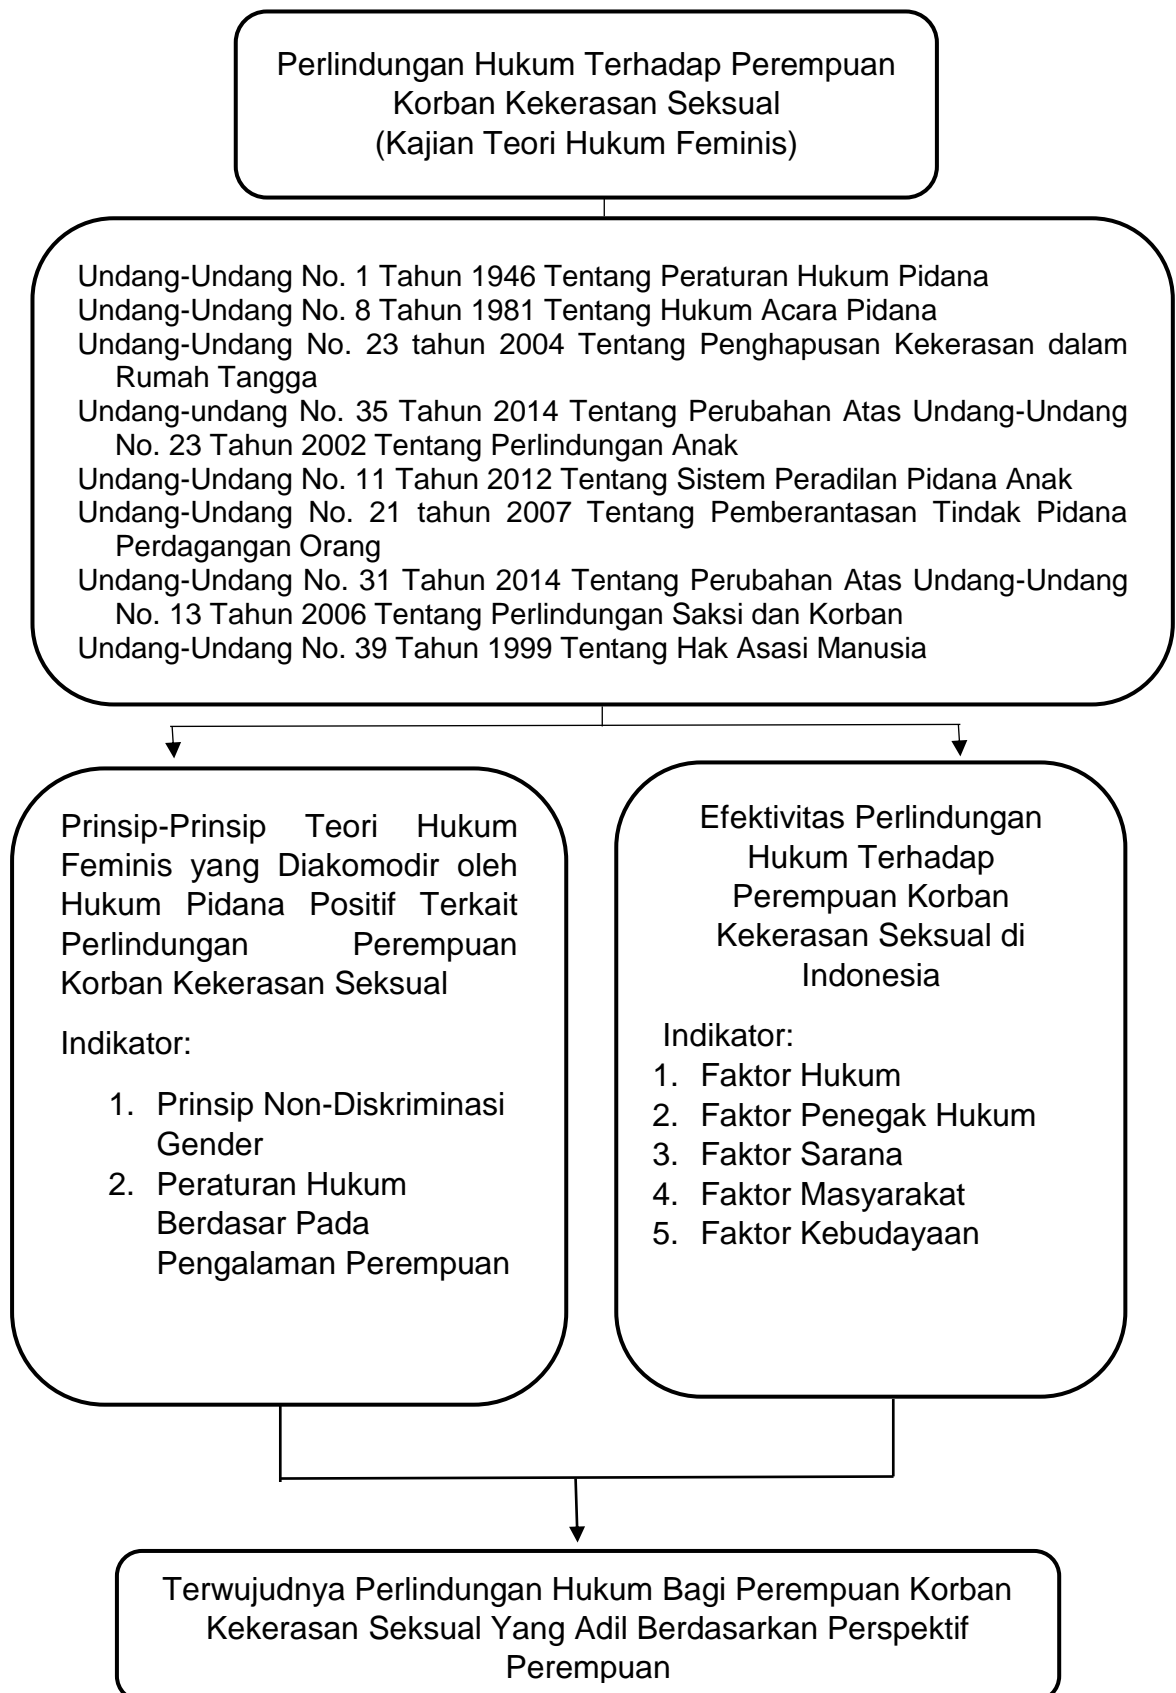 Perlindungan Hukum Terhadap Perempuan
Korban Kekerasan Seksual
(Kajian Teori Hukum Feminis)
Undang-Undang No. 1 Tahun 1946 Tentang Peraturan Hukum Pidana
Undang-Undang No. 8 Tahun 1981 Tentang Hukum Acara Pidana
Undang-Undang No. 23 tahun 2004 Tentang Penghapusan Kekerasan dalam
Rumah Tangga
Undang-undang No. 35 Tahun 2014 Tentang Perubahan Atas Undang-Undang
No. 23 Tahun 2002 Tentang Perlindungan Anak
Undang-Undang No. 11 Tahun 2012 Tentang Sistem Peradilan Pidana Anak
Undang-Undang No. 21 tahun 2007 Tentang Pemberantasan Tindak Pidana
Perdagangan Orang
Undang-Undang No. 31 Tahun 2014 Tentang Perubahan Atas Undang-Undang
No. 13 Tahun 2006 Tentang Perlindungan Saksi dan Korban
Undang-Undang No. 39 Tahun 1999 Tentang Hak Asasi Manusia
Prinsip-Prinsip Teori Hukum
Feminis yang Diakomodir oleh
Hukum Pidana Positif Terkait
Perlindungan Perempuan
Korban Kekerasan Seksual
Indikator:
1. Prinsip Non-Diskriminasi
Gender
2. Peraturan Hukum
Berdasar Pada
Pengalaman Perempuan
Efektivitas Perlindungan
Hukum Terhadap
Perempuan Korban
Kekerasan Seksual di
Indonesia
Indikator:
1. Faktor Hukum
2. Faktor Penegak Hukum
3. Faktor Sarana
4. Faktor Masyarakat
5. Faktor Kebudayaan
Terwujudnya Perlindungan Hukum Bagi Perempuan Korban
Kekerasan Seksual Yang Adil Berdasarkan Perspektif
Perempuan